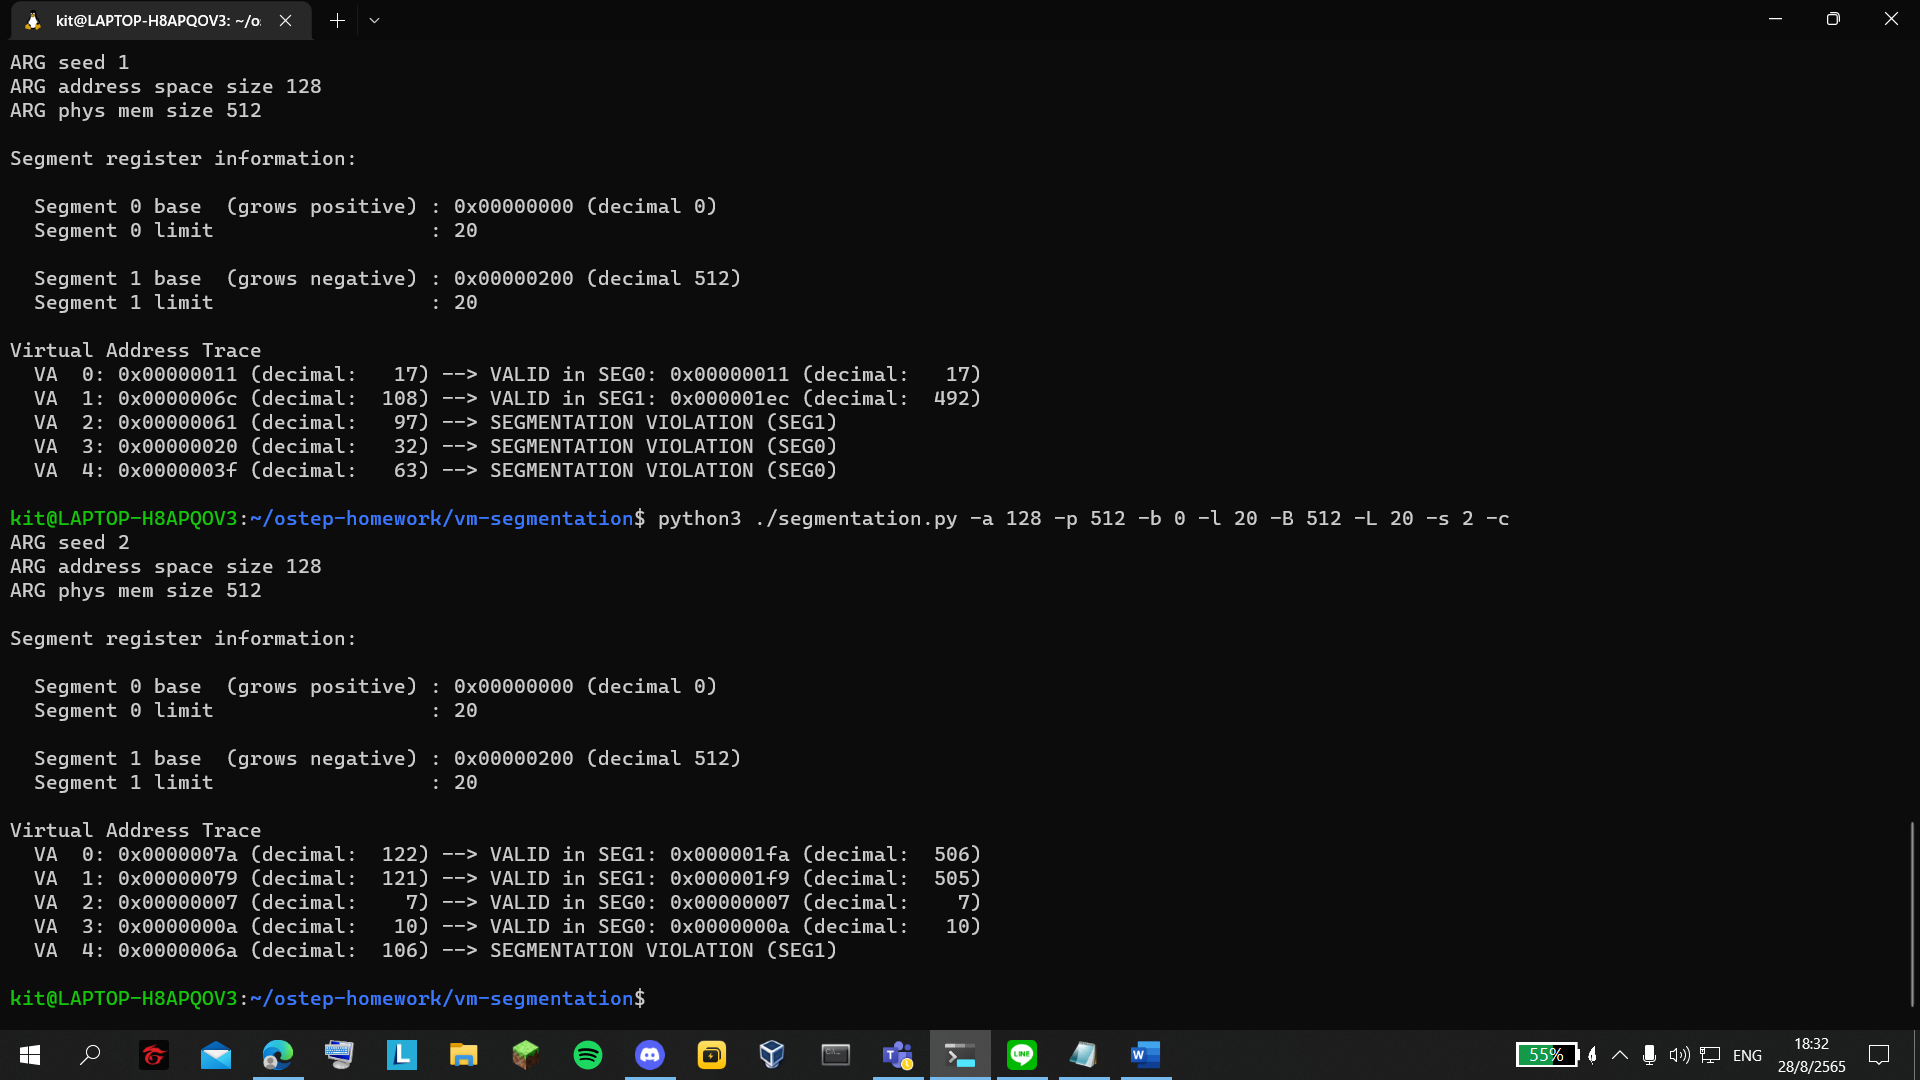 kit@LAPTOP-H8APQOV3: ~/o
ARG seed 1
ARG address space size 128
ARG phys mem size 512
Segment register information:
Segment 0 base  (grows positive) : 0x00000000 (decimal 0)
Segment 0 limit                  : 20
Segment 1 base  (grows negative) : 0x00000200 (decimal 512)
Segment 1 limit                  : 20
Virtual Address Trace
VA  0: 0x00000011 (decimal:   17) --> VALID in SEG0: 0x00000011 (decimal:   17)
VA  1: 0x0000006c (decimal:  108) --> VALID in SEG1: 0x000001ec (decimal:  492)
VA  2: 0x00000061 (decimal:   97) --> SEGMENTATION VIOLATION (SEG1)
VA  3: 0x00000020 (decimal:   32) --> SEGMENTATION VIOLATION (SEG0)
VA  4: 0x0000003f (decimal:   63) --> SEGMENTATION VIOLATION (SEG0)
kit@LAPTOP-H8APQOV3:~/ostep-homework/vm-segmentation$ python3 ./segmentation.py -a 128 -p 512 -b 0 -l 20 -B 512 -L 20 -s 2 -c
ARG seed 2
ARG address space size 128
ARG phys mem size 512
Segment register information:
Segment 0 base  (grows positive) : 0x00000000 (decimal 0)
Segment 0 limit                  : 20
Segment 1 base  (grows negative) : 0x00000200 (decimal 512)
Segment 1 limit                  : 20
Virtual Address Trace
VA  0: 0x0000007a (decimal:  122) --> VALID in SEG1: 0x000001fa (decimal:  506)
VA  1: 0x00000079 (decimal:  121) --> VALID in SEG1: 0x000001f9 (decimal:  505)
VA  2: 0x00000007 (decimal:    7) --> VALID in SEG0: 0x00000007 (decimal:    7)
VA  3: 0x0000000a (decimal:   10) --> VALID in SEG0: 0x0000000a (decimal:   10)
VA  4: 0x0000006a (decimal:  106) --> SEGMENTATION VIOLATION (SEG1)
kit@LAPTOP-H8APQOV3:~/ostep-homework/vm-segmentation$
L
LINE
55%
ENG
18:32
28/8/2565